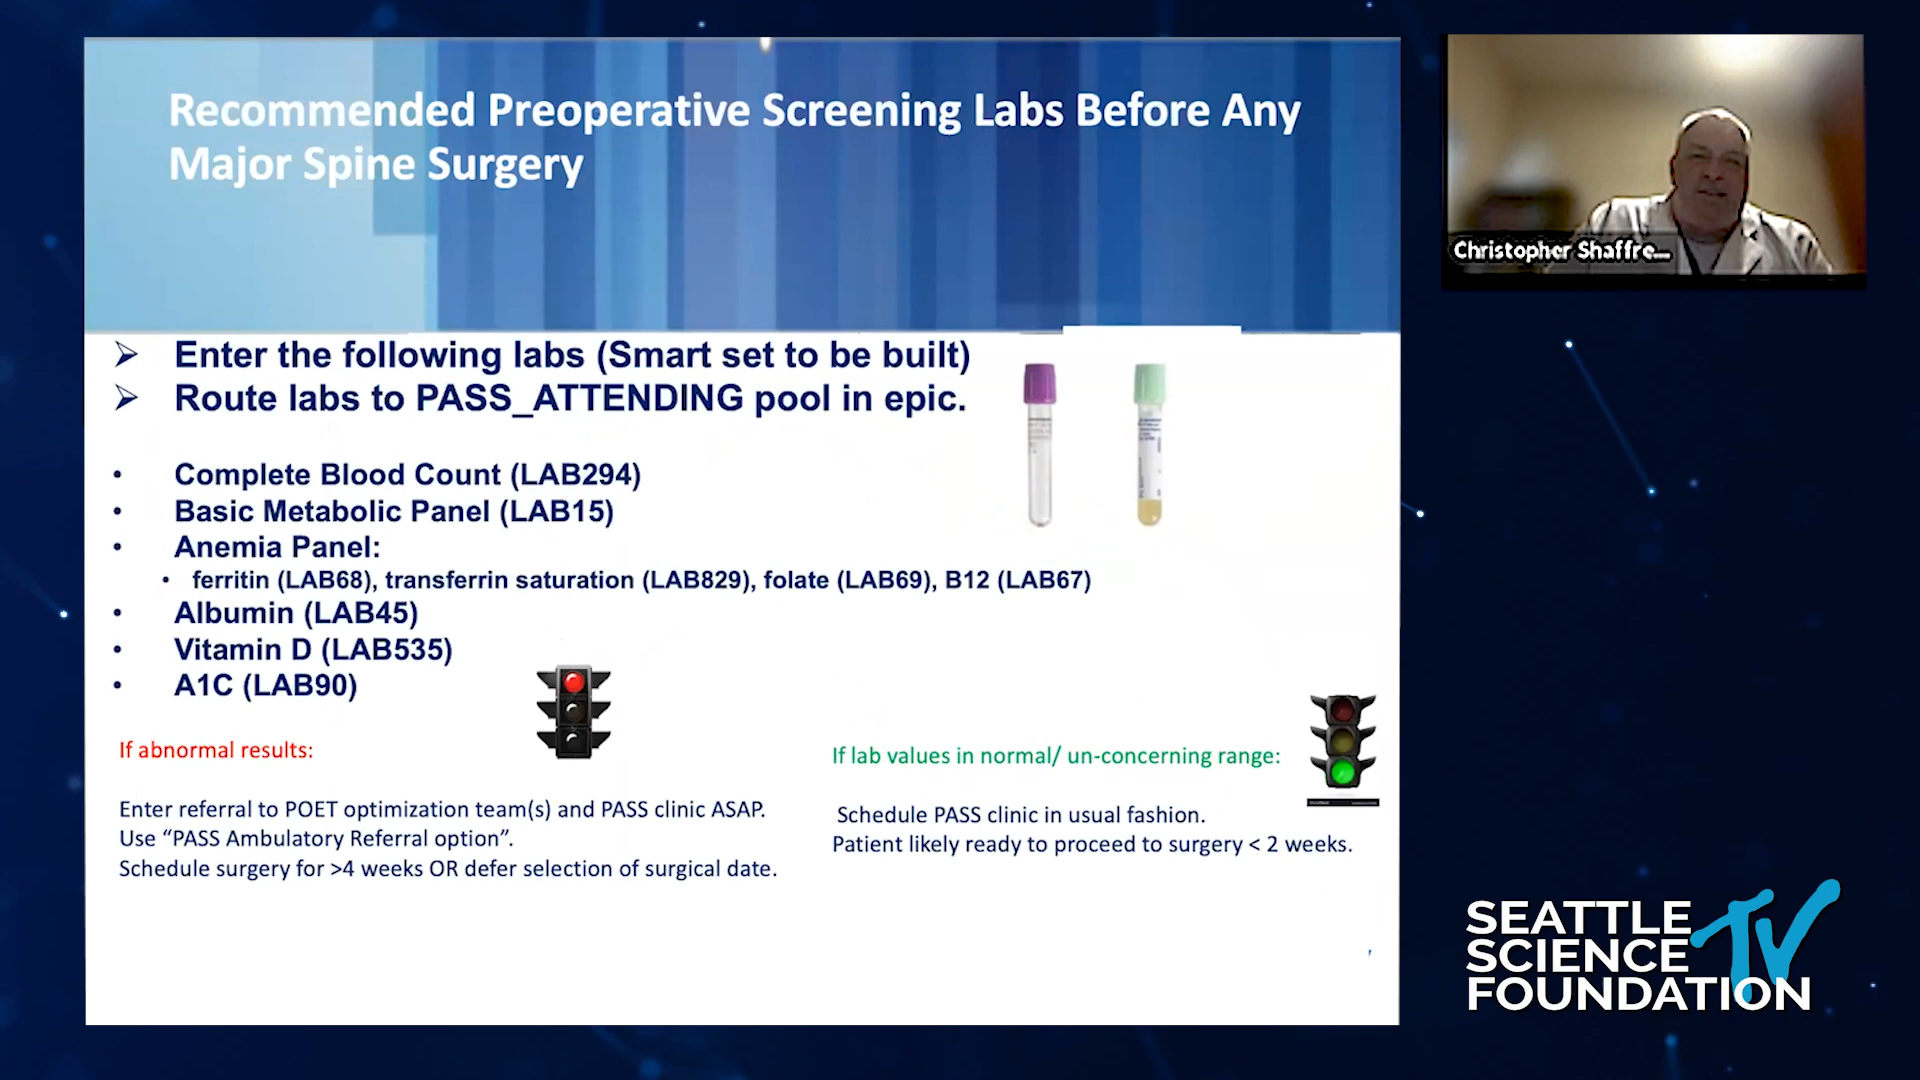 Recommended Preoperative Screening Labs Before Any
Major Spine Surgery
Christopher Shaffre...
➢ Enter the following labs (Smart set to be built)
➢ Route labs to PASS_ATTENDING pool in epic.
• Complete Blood Count (LAB294)
• Basic Metabolic Panel (LAB15)
• Anemia Panel:
• ferritin (LAB68), transferrin saturation (LAB829), folate (LAB69), B12 (LAB67)
• Albumin (LAB45)
• Vitamin D (LAB535)
• A1C (LAB90)
If abnormal results:
Enter referral to POET optimization team(s) and PASS clinic ASAP.
Use “PASS Ambulatory Referral option”.
Schedule surgery for >4 weeks OR defer selection of surgical date.
If lab values in normal/ un-concerning range:
Schedule PASS clinic in usual fashion.
Patient likely ready to proceed to surgery < 2 weeks.
SEATTLE
SCIENCE TV
FOUNDATION